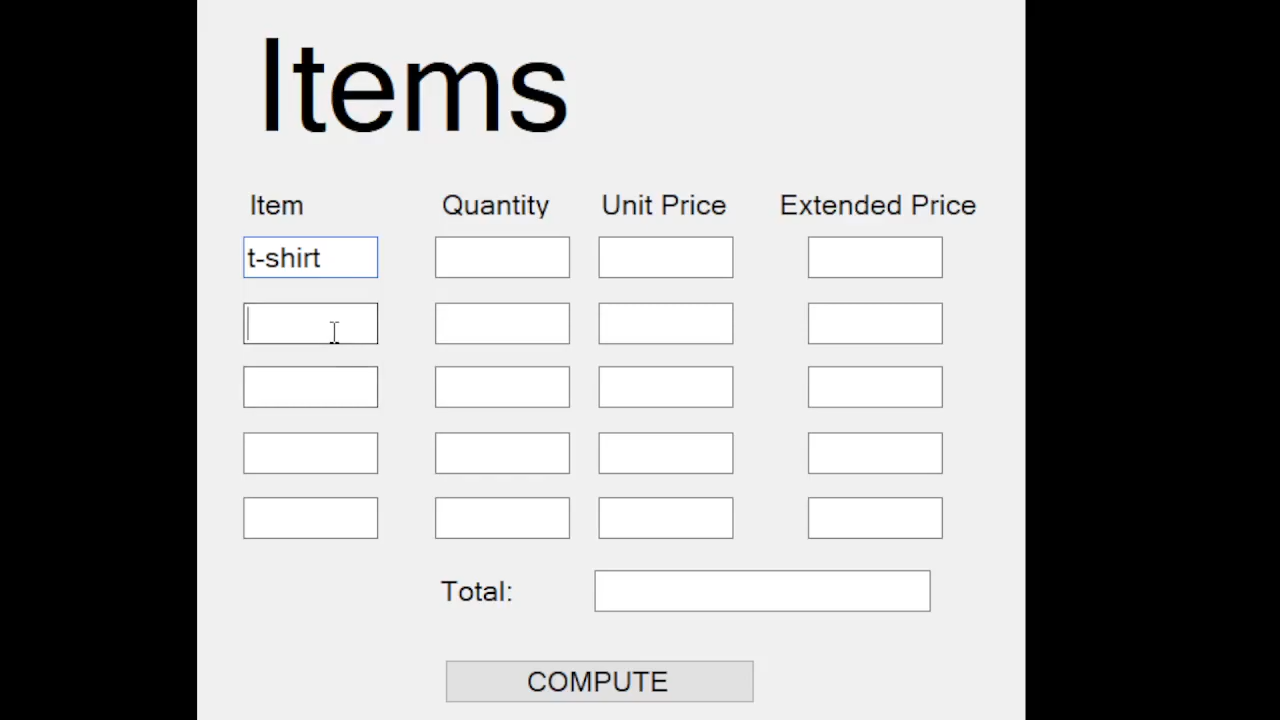 Items
Item Quantity Unit Price Extended Price
t-shirt
Total:
COMPUTE